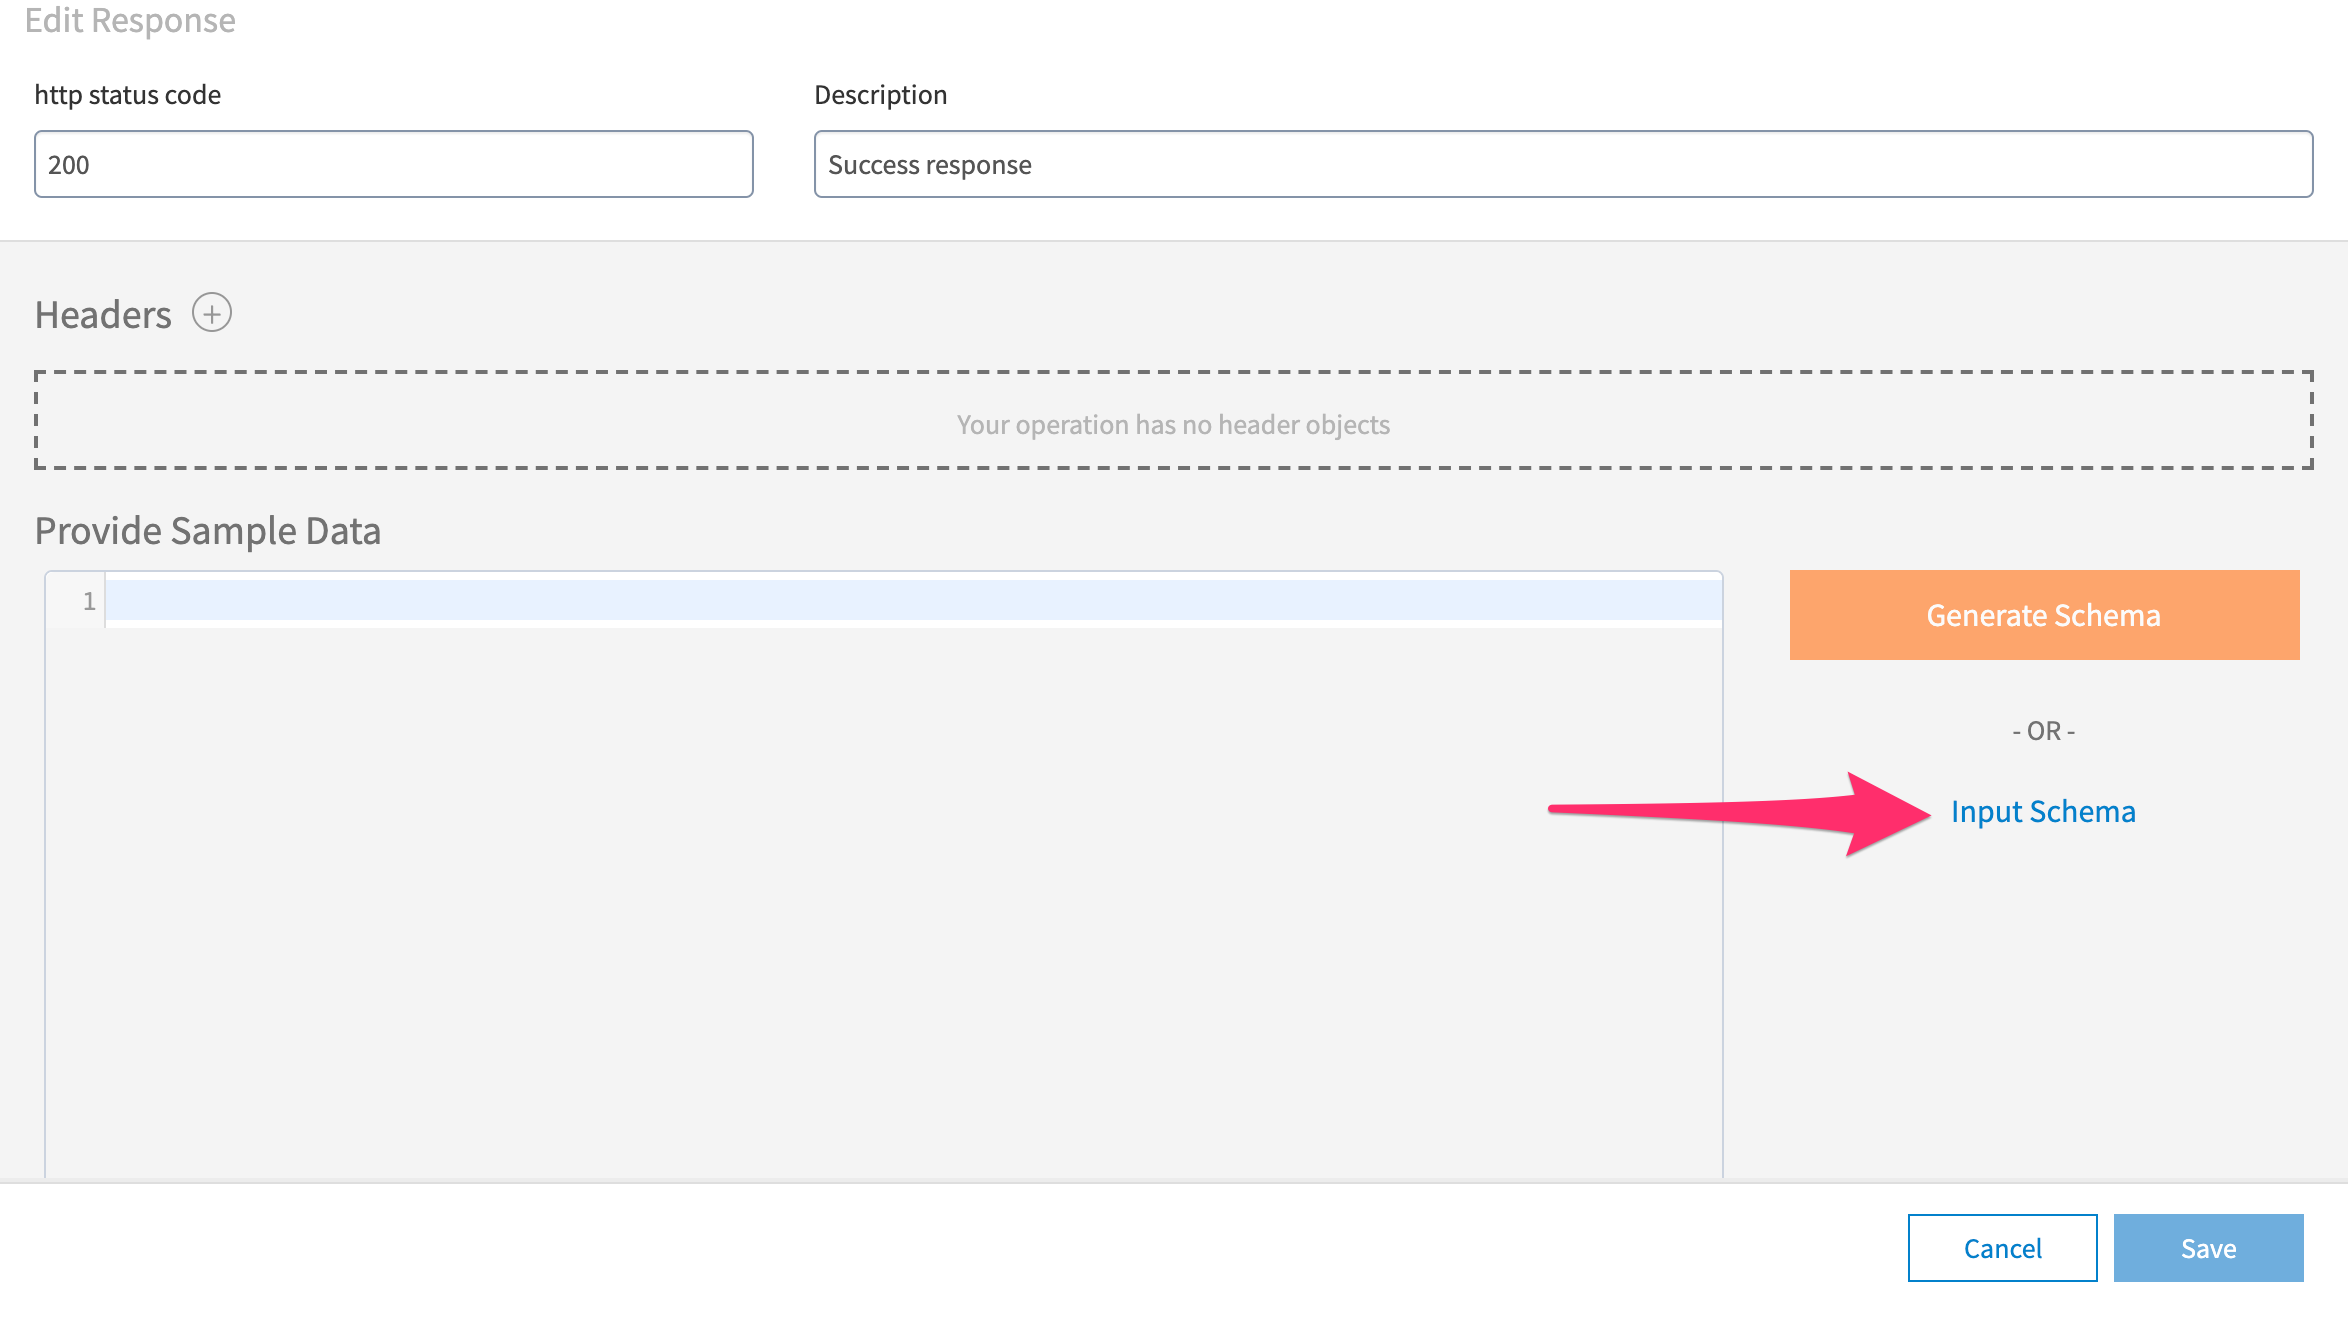 Edit Response
http status code
Description
200
Success response
Headers
Your operation has no header objects
Provide Sample Data
1
Generate Schema
- OR -
Input Schema
Cancel
Save